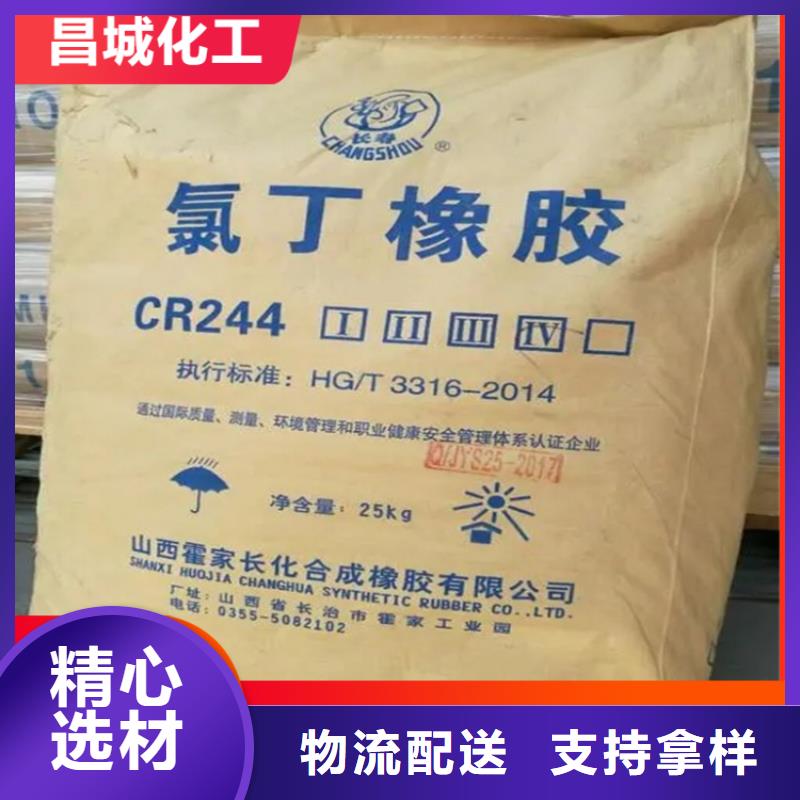 昌城化工
CHANGSHOU
®
氯丁橡胶
CR244 I II III IV
执行标准：HG/T 3316-2014
通过国际质量、测量、环境管理和职业健康安全管理体系认证企业
Q/JYS25-2017
净含量：25kg
山西霍家长化合成橡胶有限公司
SHANXI HUOJIA CHANGHUA SYNTHETIC RUBBER CO.,LTD.
厂址：山西省长治市霍家工业园
电话：0355-5082102
精心
选材
物流配送 支持拿样